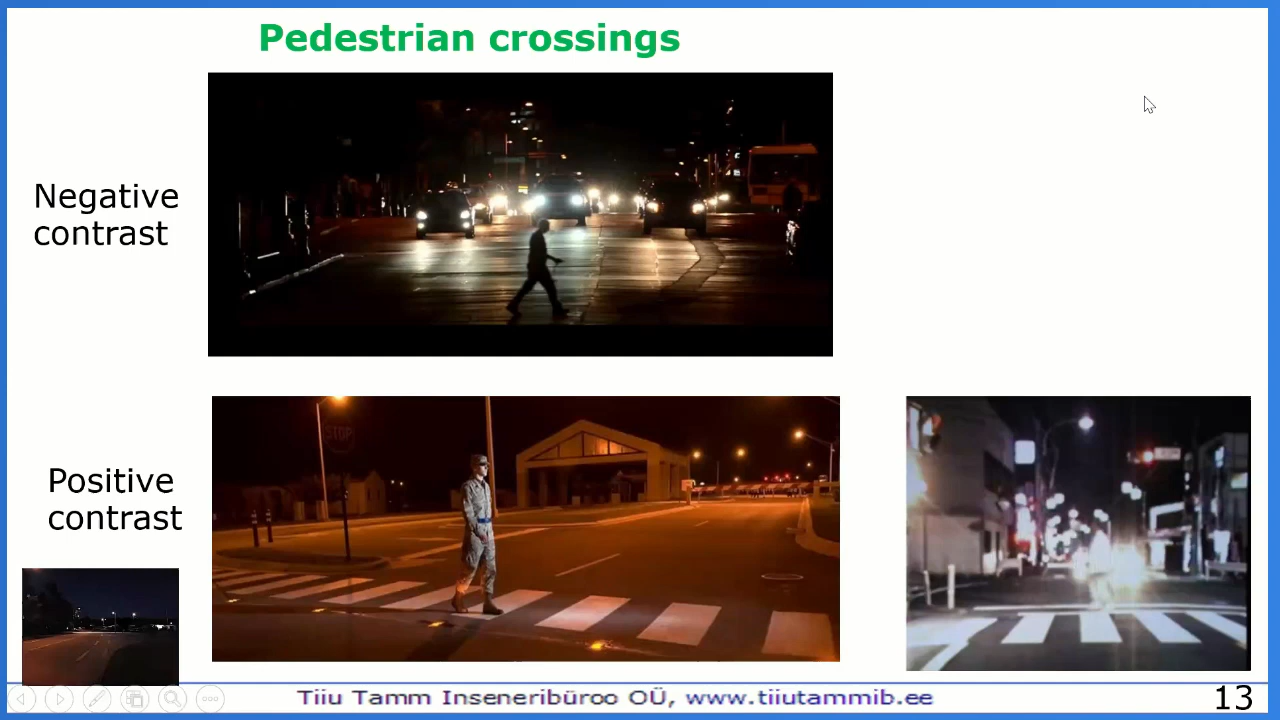 Pedestrian crossings
Negative
contrast
STOP
Positive
contrast
Tiiu Tamm Inseneribüroo OÜ, www.tiiutammib.ee
13